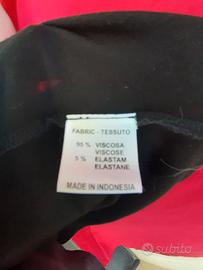 FABRIC - TESSUTO
95 % VISCOSA
VISCOSE
5 % ELASTAM
ELASTANE
MADE IN INDONESIA
subito